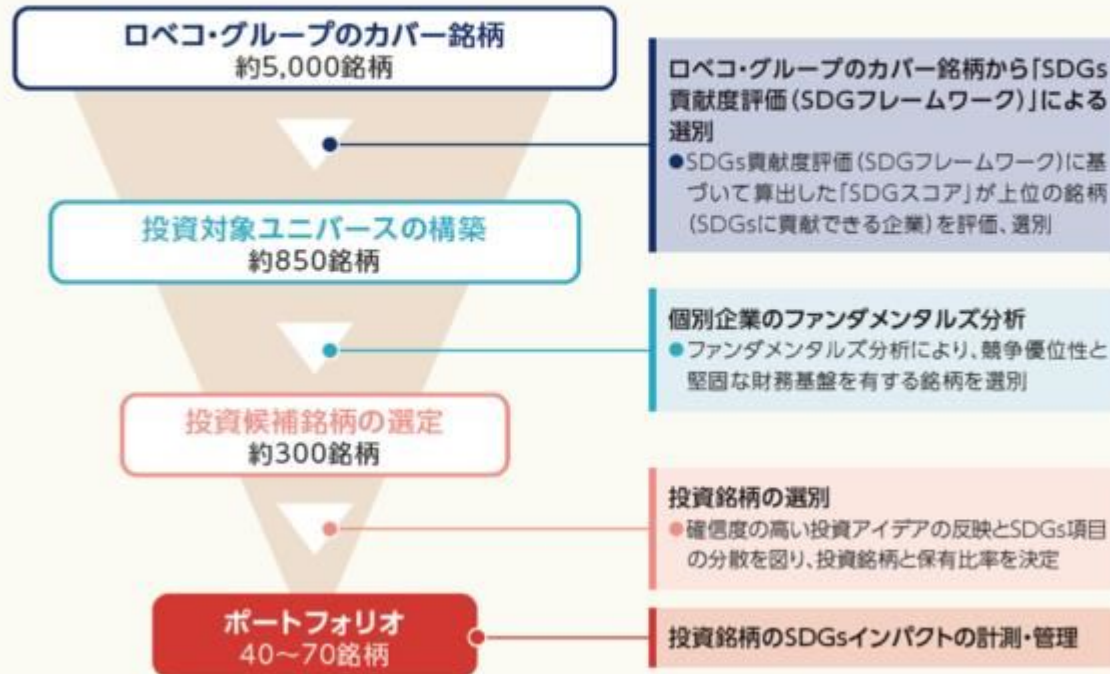 ロベコ・グループのカバー銘柄
約5,000銘柄
ロベコ・グループのカバー銘柄から「SDGs
貢献度評価(SDGフレームワーク)」による
選別
●SDGs貢献度評価(SDGフレームワーク)に基
づいて算出した「SDGスコア」が上位の銘柄
(SDGsに貢献できる企業)を評価、選別
投資対象ユニバースの構築
約850銘柄
個別企業のファンダメンタルズ分析
●ファンダメンタルズ分析により、競争優位性と
堅固な財務基盤を有する銘柄を選別
投資候補銘柄の選定
約300銘柄
投資銘柄の選別
●確信度の高い投資アイデアの反映とSDGs項目
の分散を図り、投資銘柄と保有比率を決定
ポートフォリオ
40〜70銘柄
投資銘柄のSDGsインパクトの計測・管理